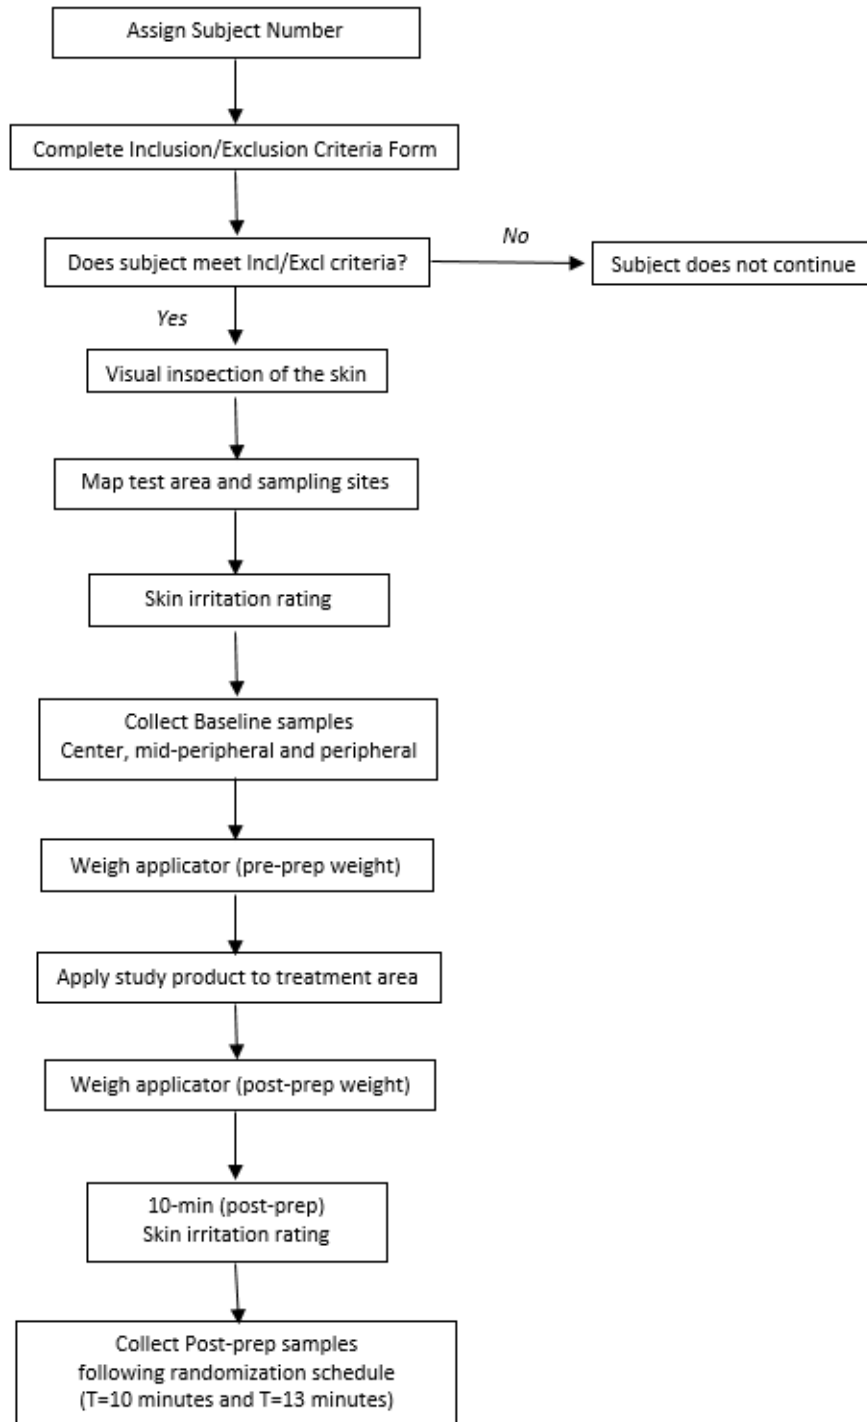 Assign Subject Number
Complete Inclusion/Exclusion Criteria Form
Does subject meet Incl/Excl criteria?
No
Subject does not continue
Yes
Visual inspection of the skin
Map test area and sampling sites
Skin irritation rating
Collect Baseline samples
Center, mid-peripheral and peripheral
Weigh applicator (pre-prep weight)
Apply study product to treatment area
Weigh applicator (post-prep weight)
10-min (post-prep)
Skin irritation rating
Collect Post-prep samples
following randomization schedule
(T=10 minutes and T=13 minutes)